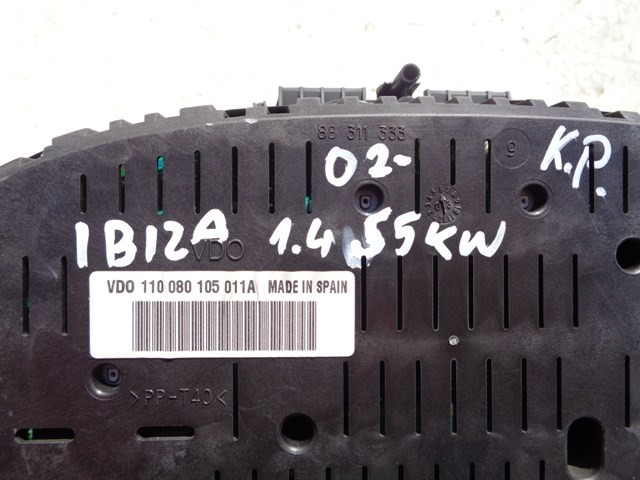 88 311 333
9
02-
K.P.
IBIZA 1.4 55KW
VDO
VDO 110 080 105 011A MADE IN SPAIN
>PP-T40<